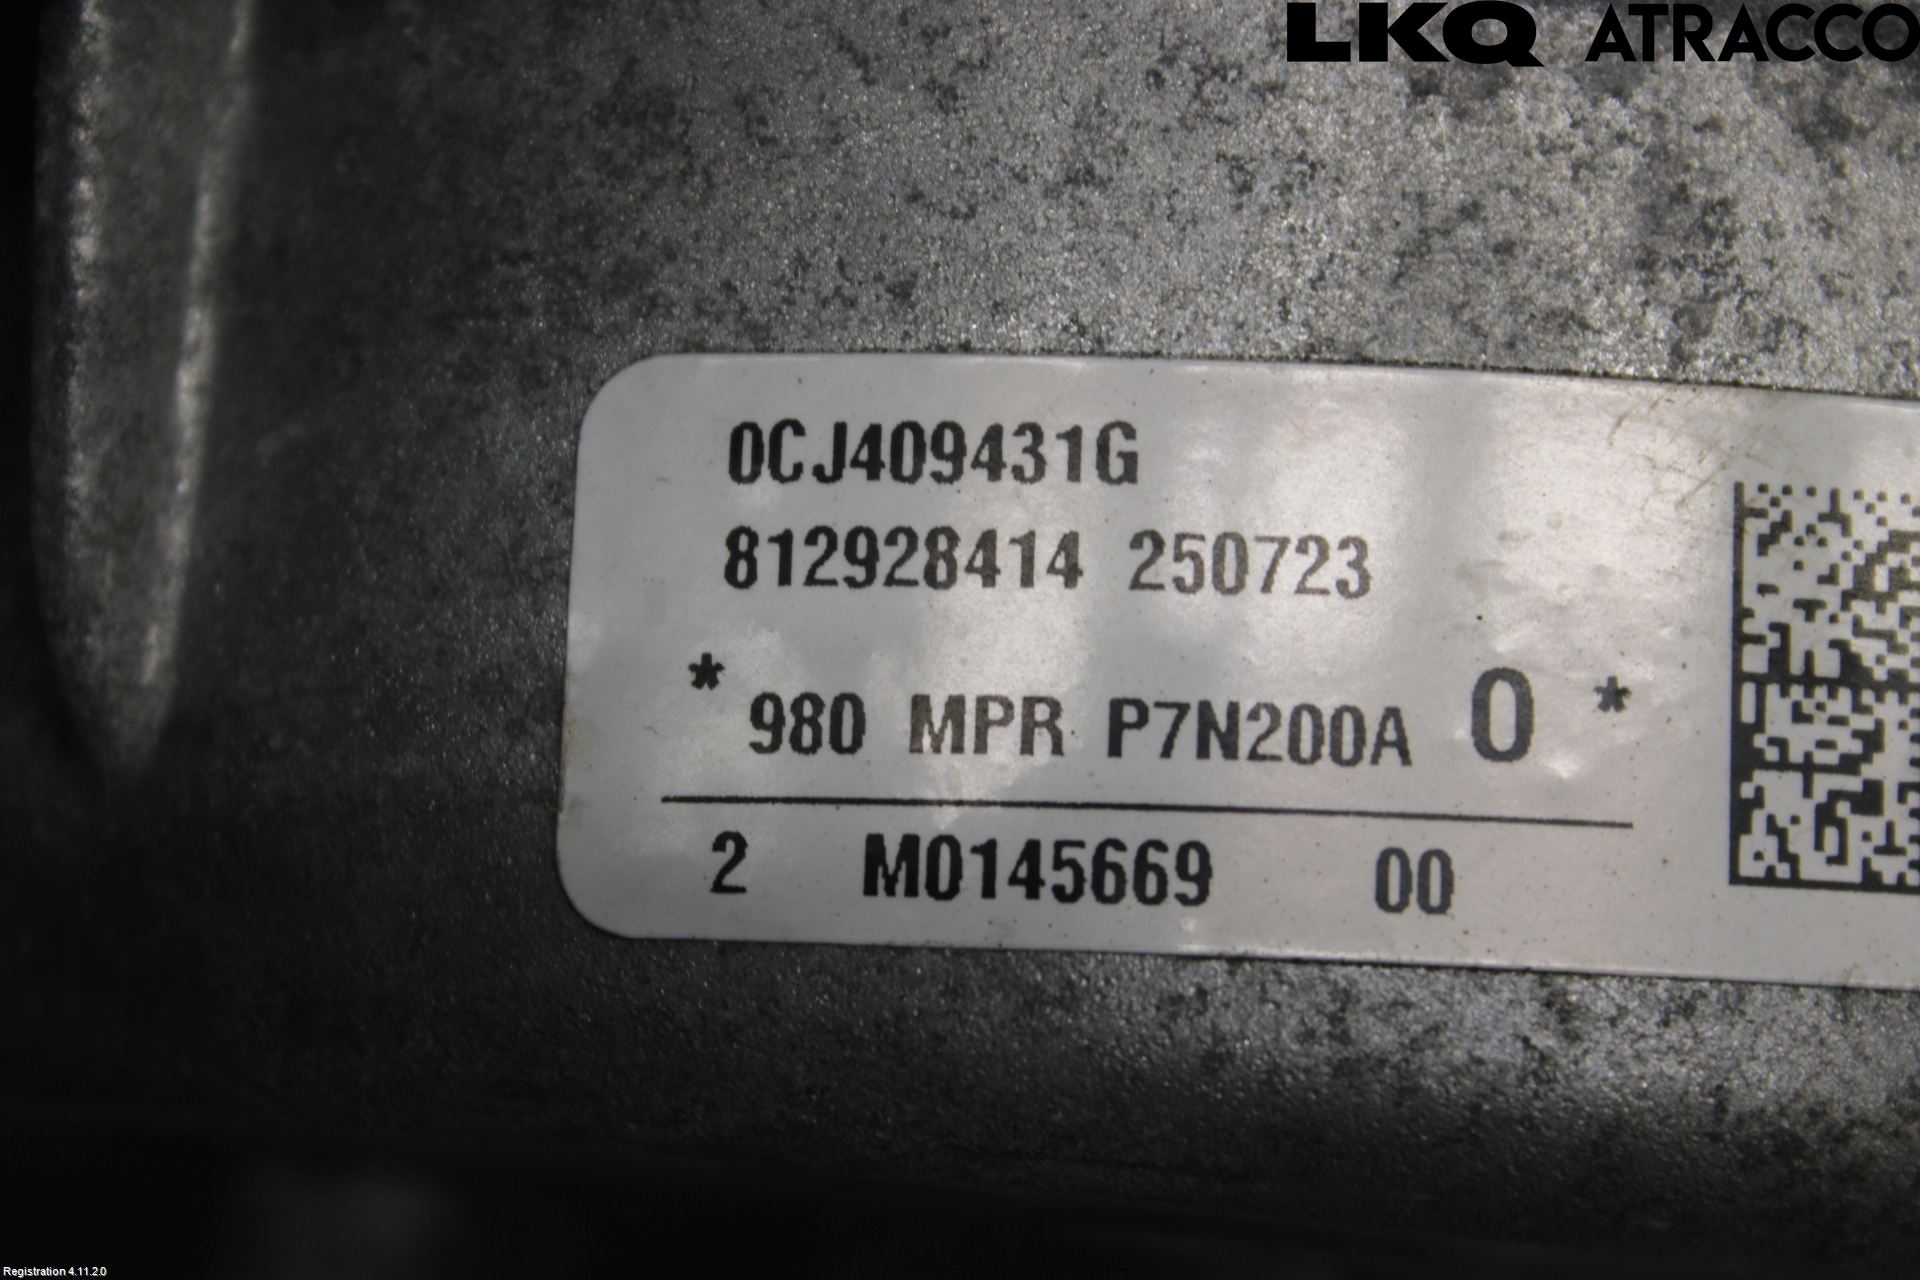 LKQ ATRACCO
0CJ409431G
812928414 250723
* 980 MPR P7N200A 0 *
2 M0145669 00
Registration 4.11.2.0